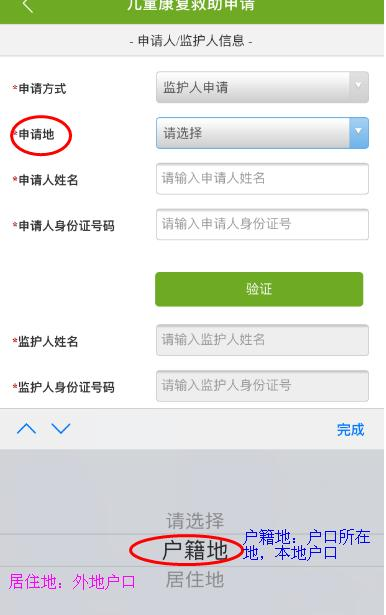 儿童康复救助申请
- 申请人/监护人信息 -
*申请方式
监护人申请
*申请地
请选择
*申请人姓名
请输入申请人姓名
*申请人身份证号码
请输入申请人身份证号
验证
*监护人姓名
请输入监护人姓名
*监护人身份证号码
请输入监护人身份证号
完成
请选择
户籍地
户籍地：户口所在
地，本地户口
居住地：外地户口
居住地